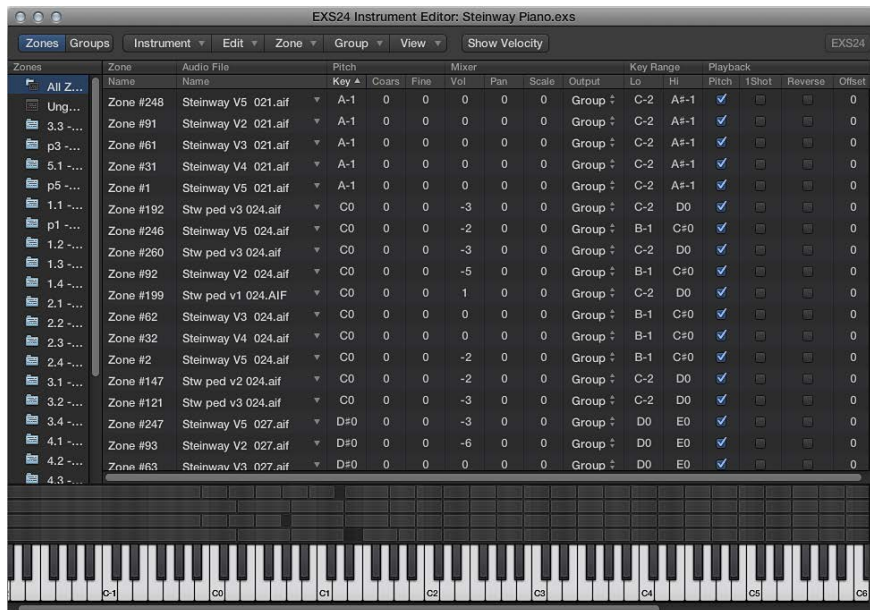 EXS24 Instrument Editor: Steinway Piano.exs
Zones Groups Instrument Edit Zone Group View Show Velocity EXS24
Zones Zone Audio File Pitch Mixer Key Range Playback
Name Name Key Coars Fine Vol Pan Scale Output Lo Hi Pitch 1Shot Reverse Offset
All Z...
Ung...
3.3 -...
p3 -...
5.1 -...
p5 -...
1.1 -...
p1 -...
1.2 -...
1.3 -...
1.4 -...
2.1 -...
2.2 -...
2.3 -...
2.4 -...
3.1 -...
3.2 -...
3.4 -...
4.1 -...
4.2 -...
4.3 -...
Zone #248 Steinway V5 021.aif A-1 0 0 0 0 0 Group C-2 A#-1 0
Zone #91 Steinway V2 021.aif A-1 0 0 0 0 0 Group C-2 A#-1 0
Zone #61 Steinway V3 021.aif A-1 0 0 0 0 0 Group C-2 A#-1 0
Zone #31 Steinway V4 021.aif A-1 0 0 0 0 0 Group C-2 A#-1 0
Zone #1 Steinway V5 021.aif A-1 0 0 0 0 0 Group C-2 A#-1 0
Zone #192 Stw ped v3 024.aif C0 0 0 -3 0 0 Group C-2 D0 0
Zone #246 Steinway V5 024.aif C0 0 0 -2 0 0 Group B-1 C#0 0
Zone #260 Stw ped v3 024.aif C0 0 0 -3 0 0 Group C-2 D0 0
Zone #92 Steinway V2 024.aif C0 0 0 -5 0 0 Group B-1 C#0 0
Zone #199 Stw ped v1 024.AIF C0 0 0 1 0 0 Group C-2 D0 0
Zone #62 Steinway V3 024.aif C0 0 0 0 0 0 Group B-1 C#0 0
Zone #32 Steinway V4 024.aif C0 0 0 0 0 0 Group B-1 C#0 0
Zone #2 Steinway V5 024.aif C0 0 0 -2 0 0 Group B-1 C#0 0
Zone #147 Stw ped v2 024.aif C0 0 0 -2 0 0 Group C-2 D0 0
Zone #121 Stw ped v3 024.aif C0 0 0 -3 0 0 Group C-2 D0 0
Zone #247 Steinway V5 027.aif D#0 0 0 -3 0 0 Group D0 E0 0
Zone #93 Steinway V2 027.aif D#0 0 0 -6 0 0 Group D0 E0 0
Zone #63 Steinway V3 027.aif D#0 0 0 0 0 0 Group D0 E0 0
C-1 C0 C1 C2 C3 C4 C5 C6